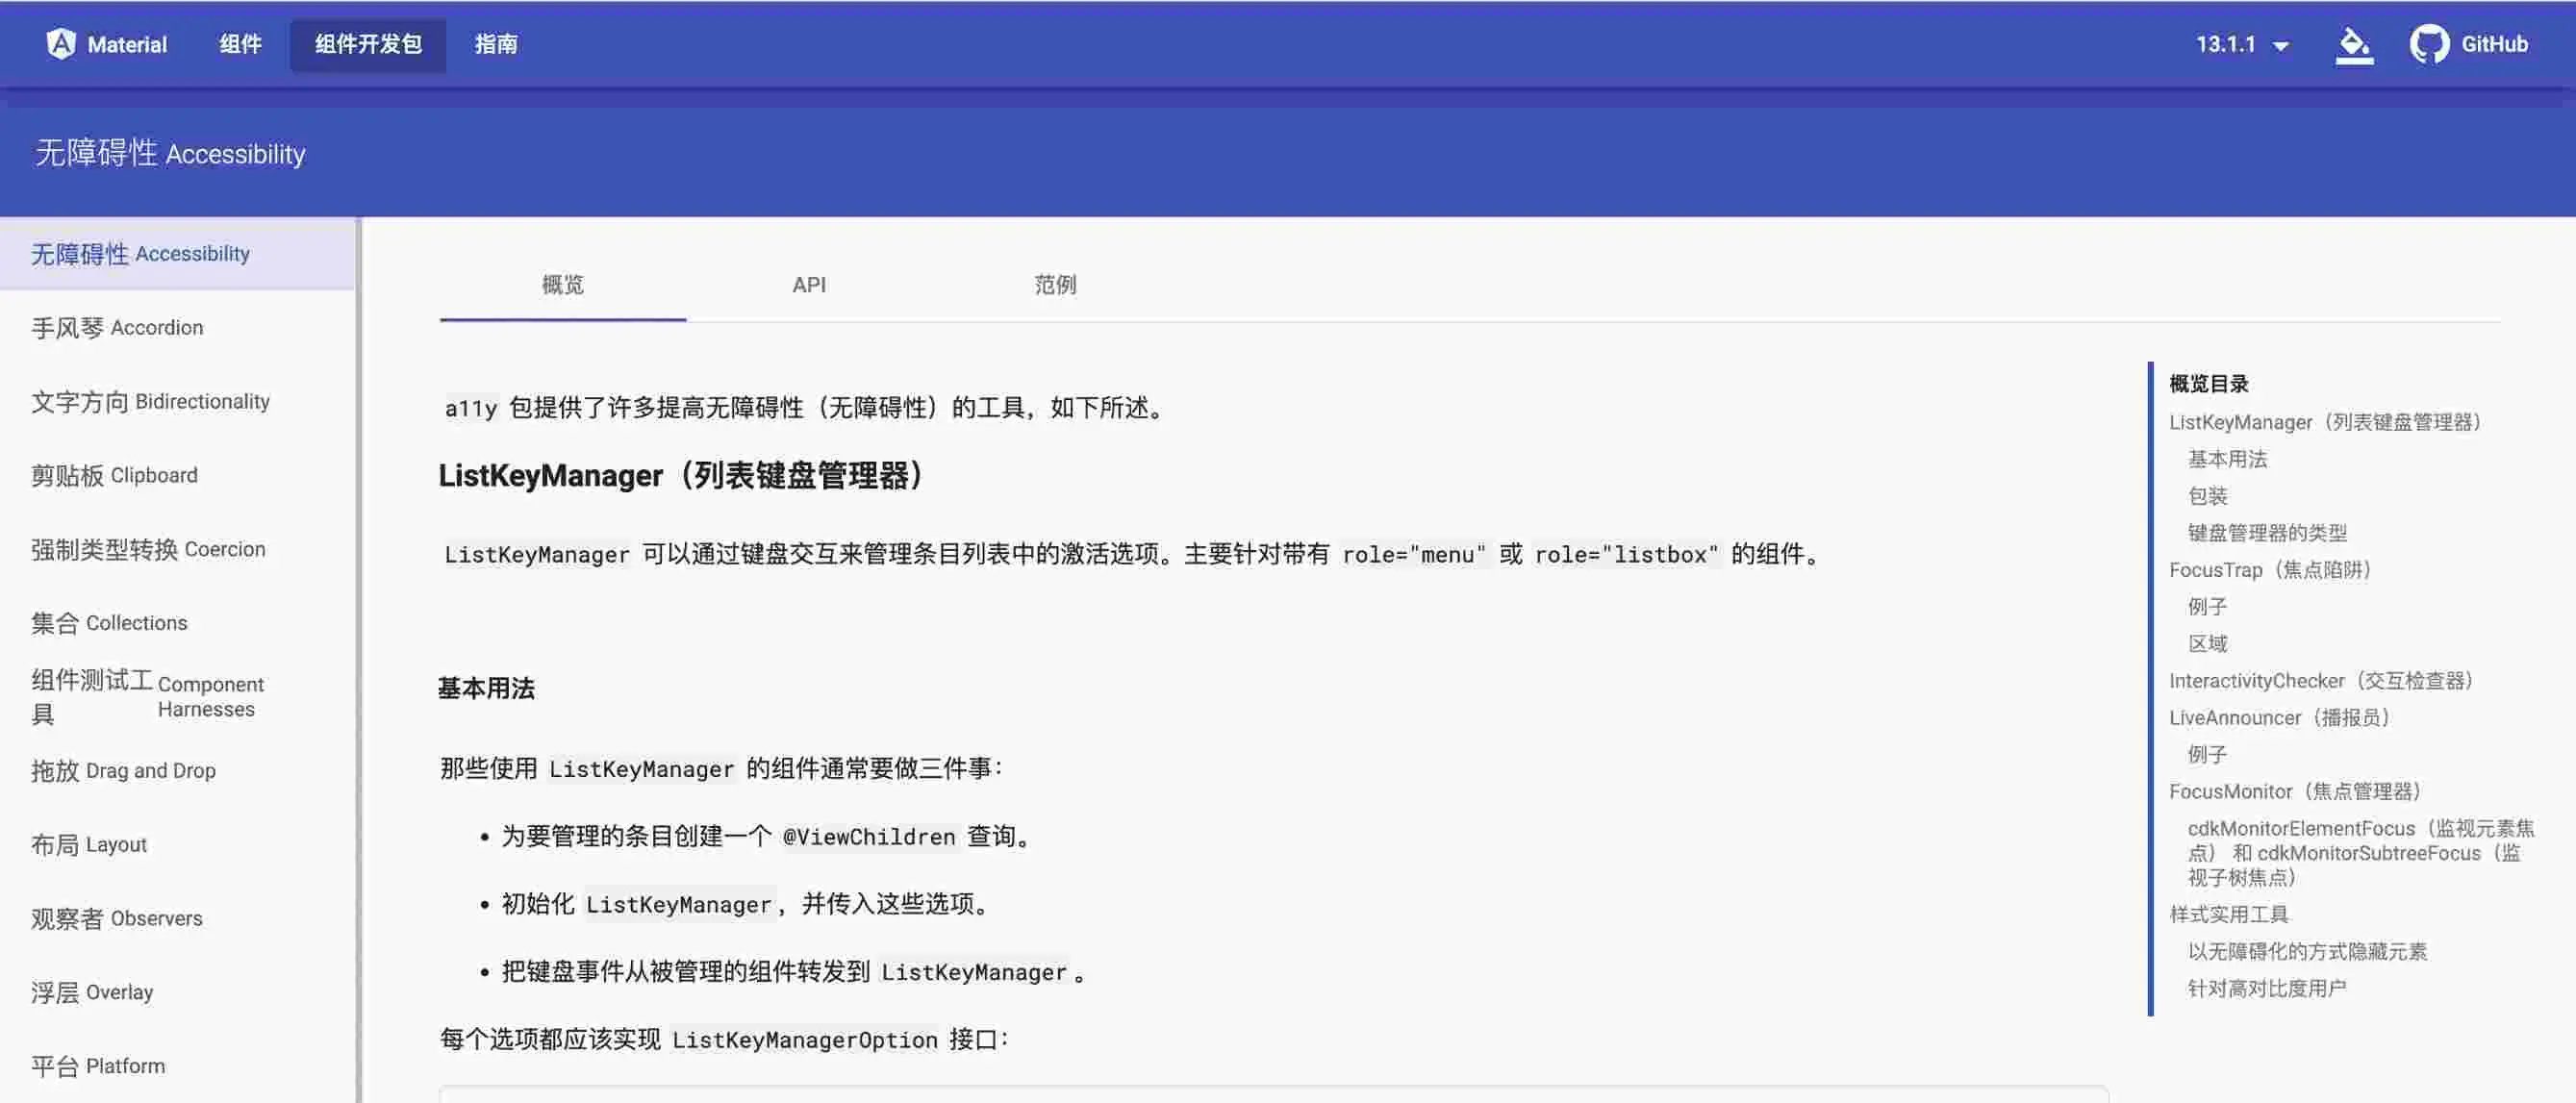 Material 组件 组件开发包 指南 13.1.1 GitHub
无障碍性 Accessibility
无障碍性 Accessibility
手风琴 Accordion
文字方向 Bidirectionality
剪贴板 Clipboard
强制类型转换 Coercion
集合 Collections
组件测试工具 Component Harnesses
拖放 Drag and Drop
布局 Layout
观察者 Observers
浮层 Overlay
平台 Platform
概览 API 范例
a11y 包提供了许多提高无障碍性（无障碍性）的工具，如下所述。
ListKeyManager（列表键盘管理器）
ListKeyManager 可以通过键盘交互来管理条目列表中的激活选项。主要针对带有 role="menu" 或 role="listbox" 的组件。
基本用法
那些使用 ListKeyManager 的组件通常要做三件事：
• 为要管理的条目创建一个 @ViewChildren 查询。
• 初始化 ListKeyManager，并传入这些选项。
• 把键盘事件从被管理的组件转发到 ListKeyManager。
每个选项都应该实现 ListKeyManagerOption 接口：
概览目录
ListKeyManager（列表键盘管理器）
基本用法
包装
键盘管理器的类型
FocusTrap（焦点陷阱）
例子
区域
InteractivityChecker（交互检查器）
LiveAnnouncer（播报员）
例子
FocusMonitor（焦点管理器）
cdkMonitorElementFocus（监视元素焦
点） 和 cdkMonitorSubtreeFocus（监
视子树焦点）
样式实用工具
以无障碍化的方式隐藏元素
针对高对比度用户